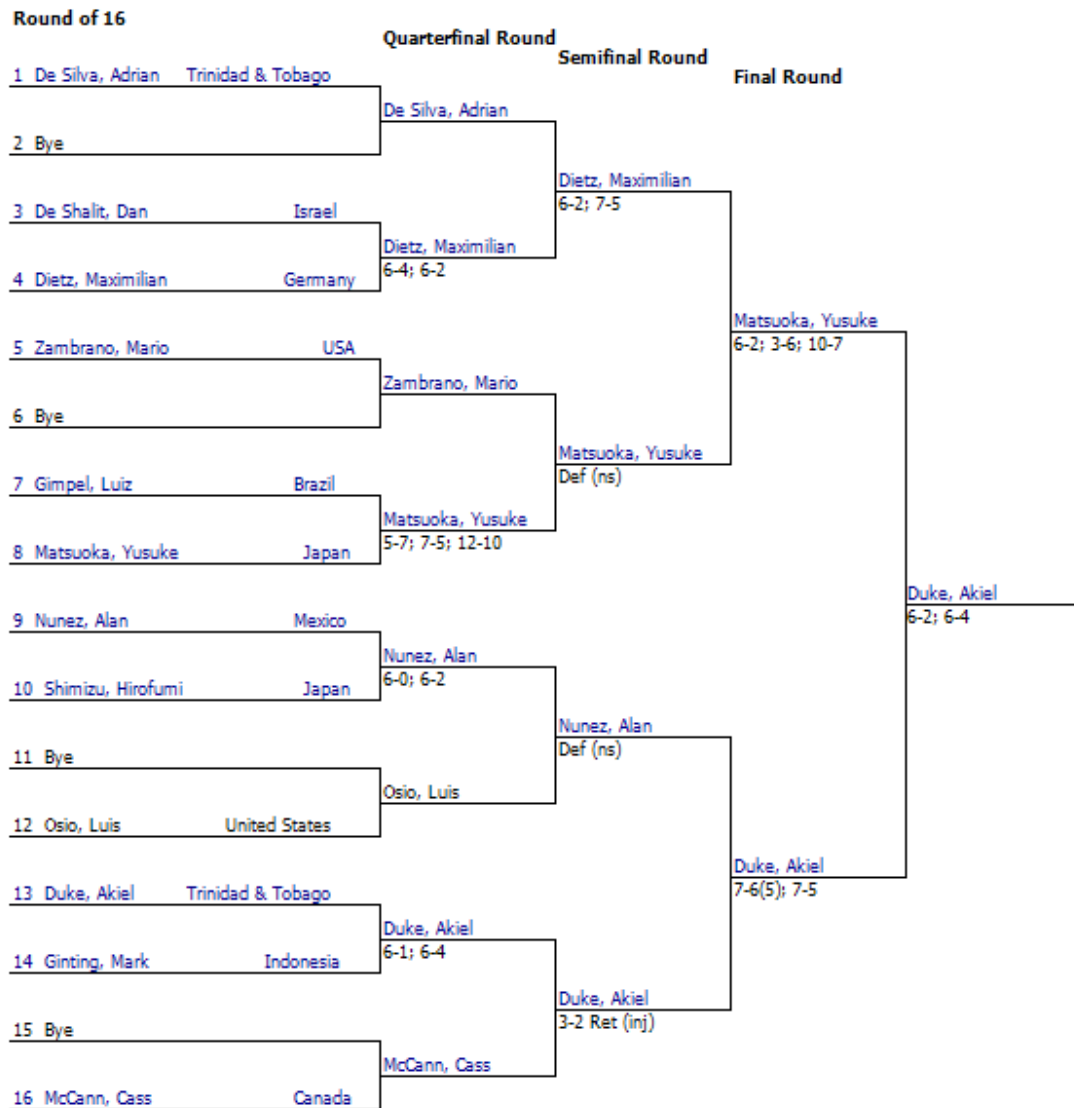 Round of 16
Quarterfinal Round
Semifinal Round
Final Round
1 De Silva, Adrian Trinidad & Tobago
De Silva, Adrian
2 Bye
Dietz, Maximilian
6-2; 7-5
3 De Shalit, Dan Israel
Dietz, Maximilian
6-4; 6-2
4 Dietz, Maximilian Germany
Matsuoka, Yusuke
6-2; 3-6; 10-7
5 Zambrano, Mario USA
Zambrano, Mario
6 Bye
Matsuoka, Yusuke
Def (ns)
7 Gimpel, Luiz Brazil
Matsuoka, Yusuke
5-7; 7-5; 12-10
8 Matsuoka, Yusuke Japan
Duke, Akiel
6-2; 6-4
9 Nunez, Alan Mexico
Nunez, Alan
6-0; 6-2
10 Shimizu, Hirofumi Japan
Nunez, Alan
Def (ns)
11 Bye
Osio, Luis
12 Osio, Luis United States
Duke, Akiel
7-6(5); 7-5
13 Duke, Akiel Trinidad & Tobago
Duke, Akiel
6-1; 6-4
14 Ginting, Mark Indonesia
Duke, Akiel
3-2 Ret (inj)
15 Bye
McCann, Cass
16 McCann, Cass Canada